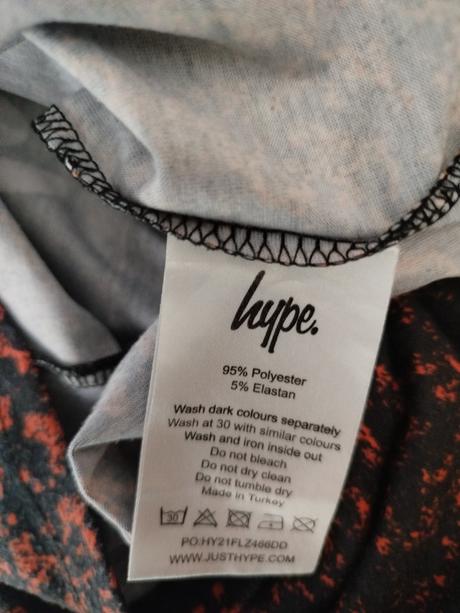 hype.
95% Polyester
5% Elastan
Wash dark colours separately
Wash at 30 with similar colours
Wash and iron inside out
Do not bleach
Do not dry clean
Do not tumble dry
Made in Turkey
30
PO:HY21FLZ466DD
WWW.JUSTHYPE.COM